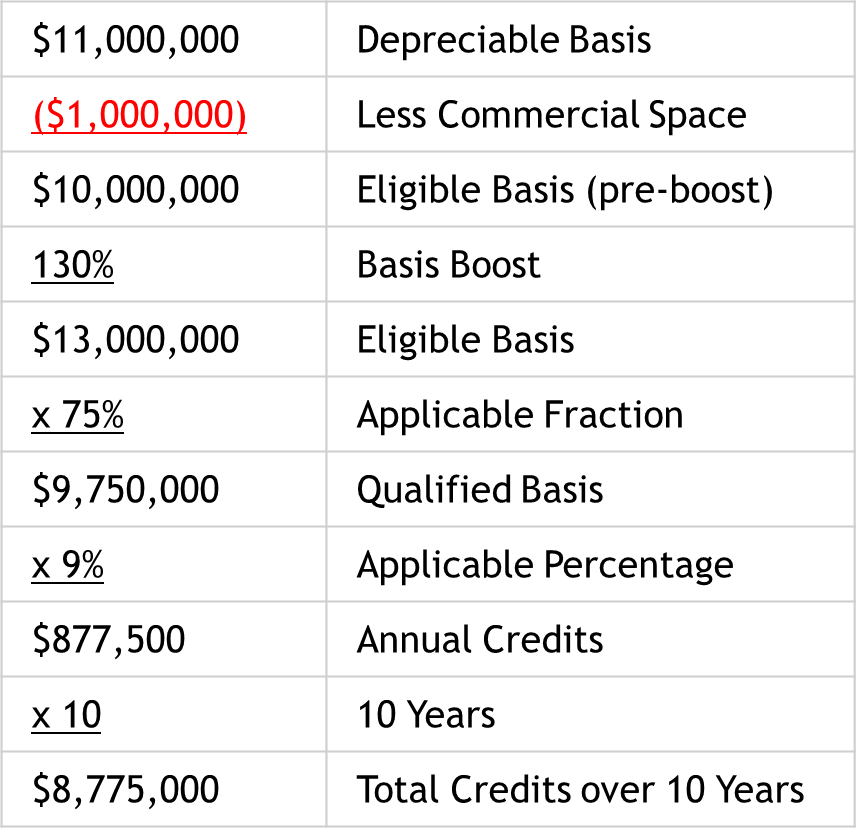 $11,000,000 Depreciable Basis
($1,000,000) Less Commercial Space
$10,000,000 Eligible Basis (pre-boost)
130% Basis Boost
$13,000,000 Eligible Basis
x 75% Applicable Fraction
$9,750,000 Qualified Basis
x 9% Applicable Percentage
$877,500 Annual Credits
x 10 10 Years
$8,775,000 Total Credits over 10 Years